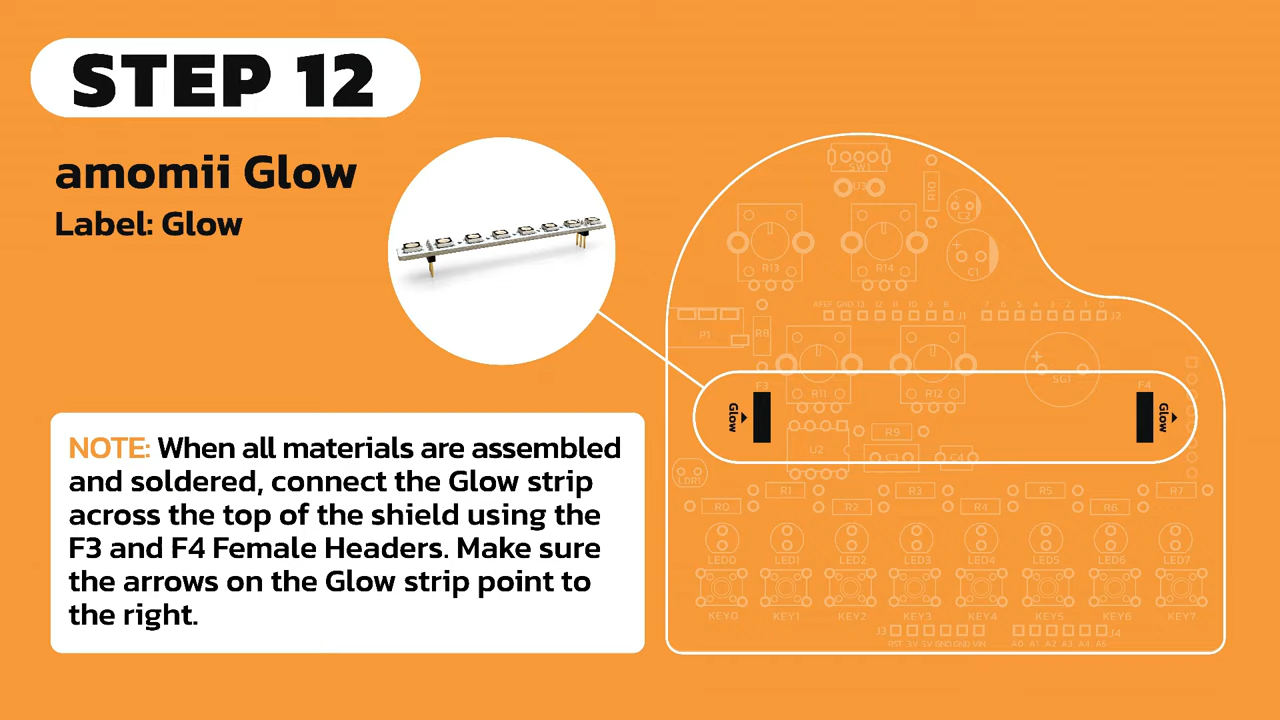 STEP 12
amomii Glow
Label: Glow
NOTE: When all materials are assembled
and soldered, connect the Glow strip
across the top of the shield using the
F3 and F4 Female Headers. Make sure
the arrows on the Glow strip point to
the right.
SW1
U3
R10
R13
R14
C1
AFEF GND 13 12 11 10 9 8 J1
7 6 5 4 3 2 1 0 J2
P1
R8
R11
R12
SG1
F3
F4
Glow
Glow
R9
U2
C3
C4
LDR1
R1
R3
R5
R7
R0
R2
R4
R6
LED0 LED1 LED2 LED3 LED4 LED5 LED6 LED7
KEY0 KEY1 KEY2 KEY3 KEY4 KEY5 KEY6 KEY7
J3
J4
RST 3V 5V GND GND VIN
A0 A1 A2 A3 A4 A5